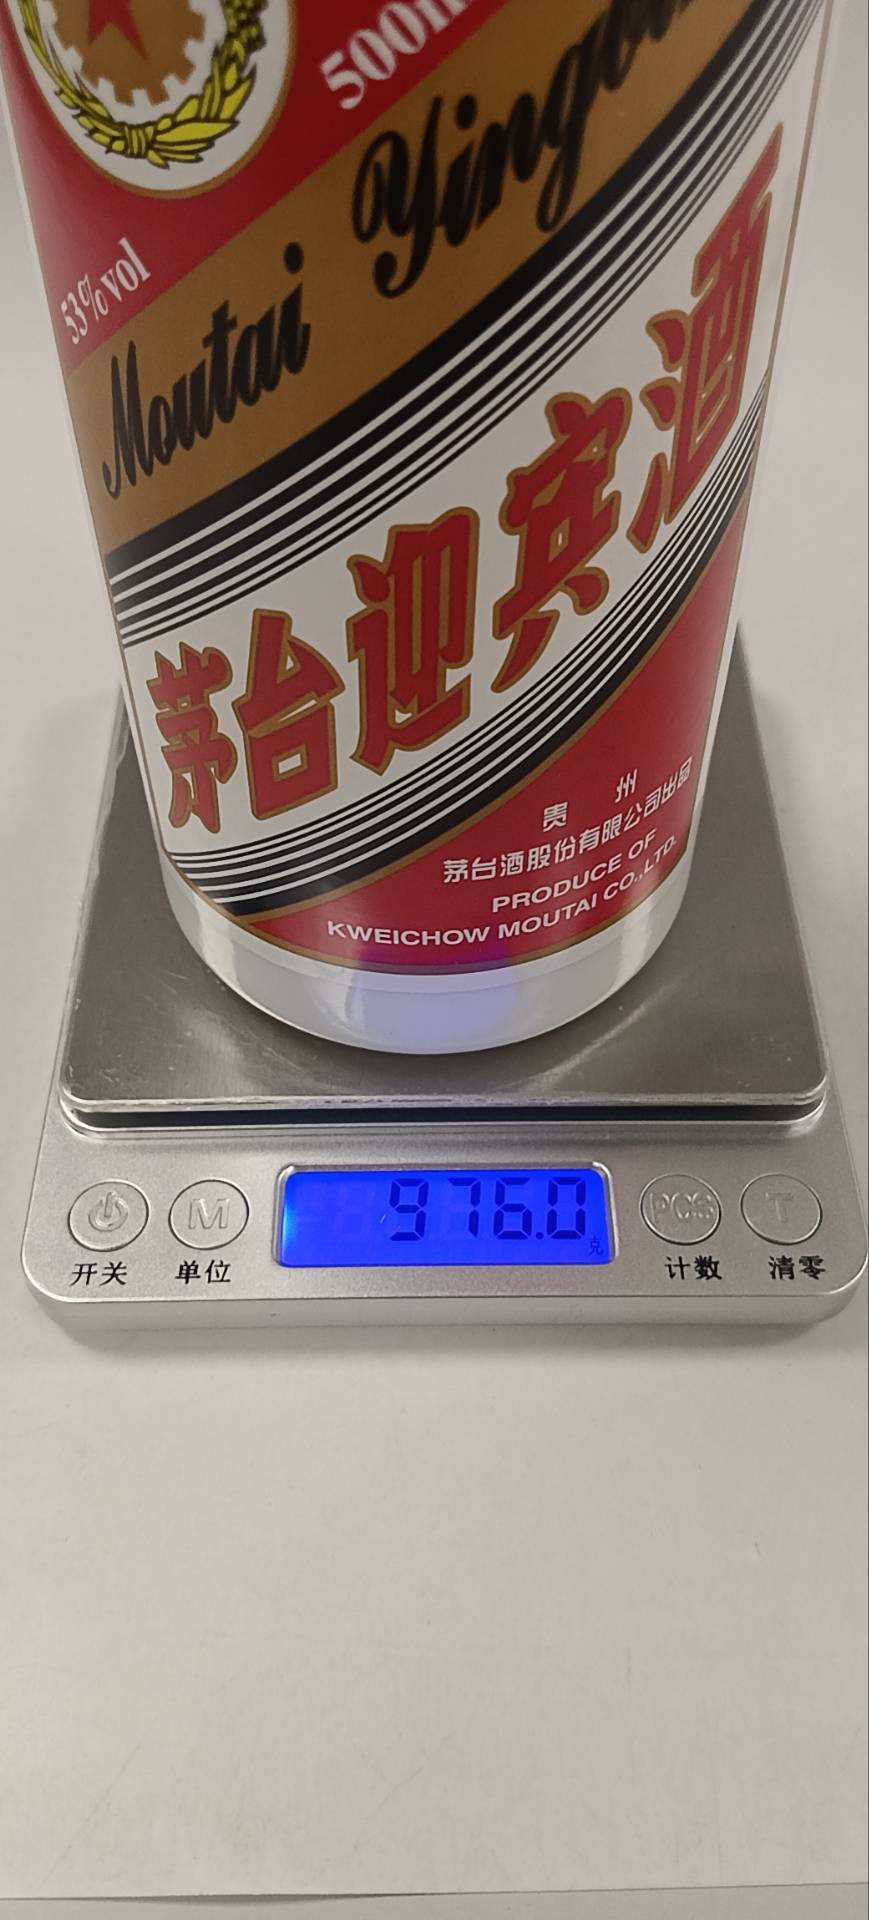 500m
53%vol
Moutai Yingbin
茅台迎宾酒
贵州
茅台酒股份有限公司出品
PRODUCE OF
KWEICHOW MOUTAI CO.,LTD.
976.0
克
M
PCS
T
开关
单位
计数
清零